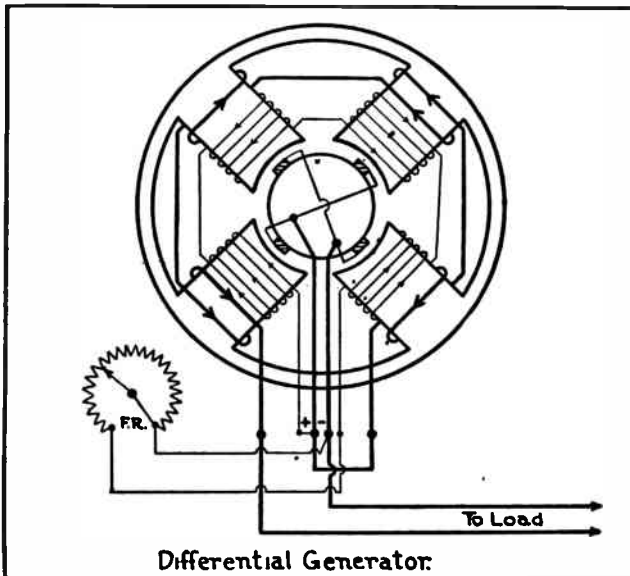 F.R.
+ -
To Load
Differential Generator.